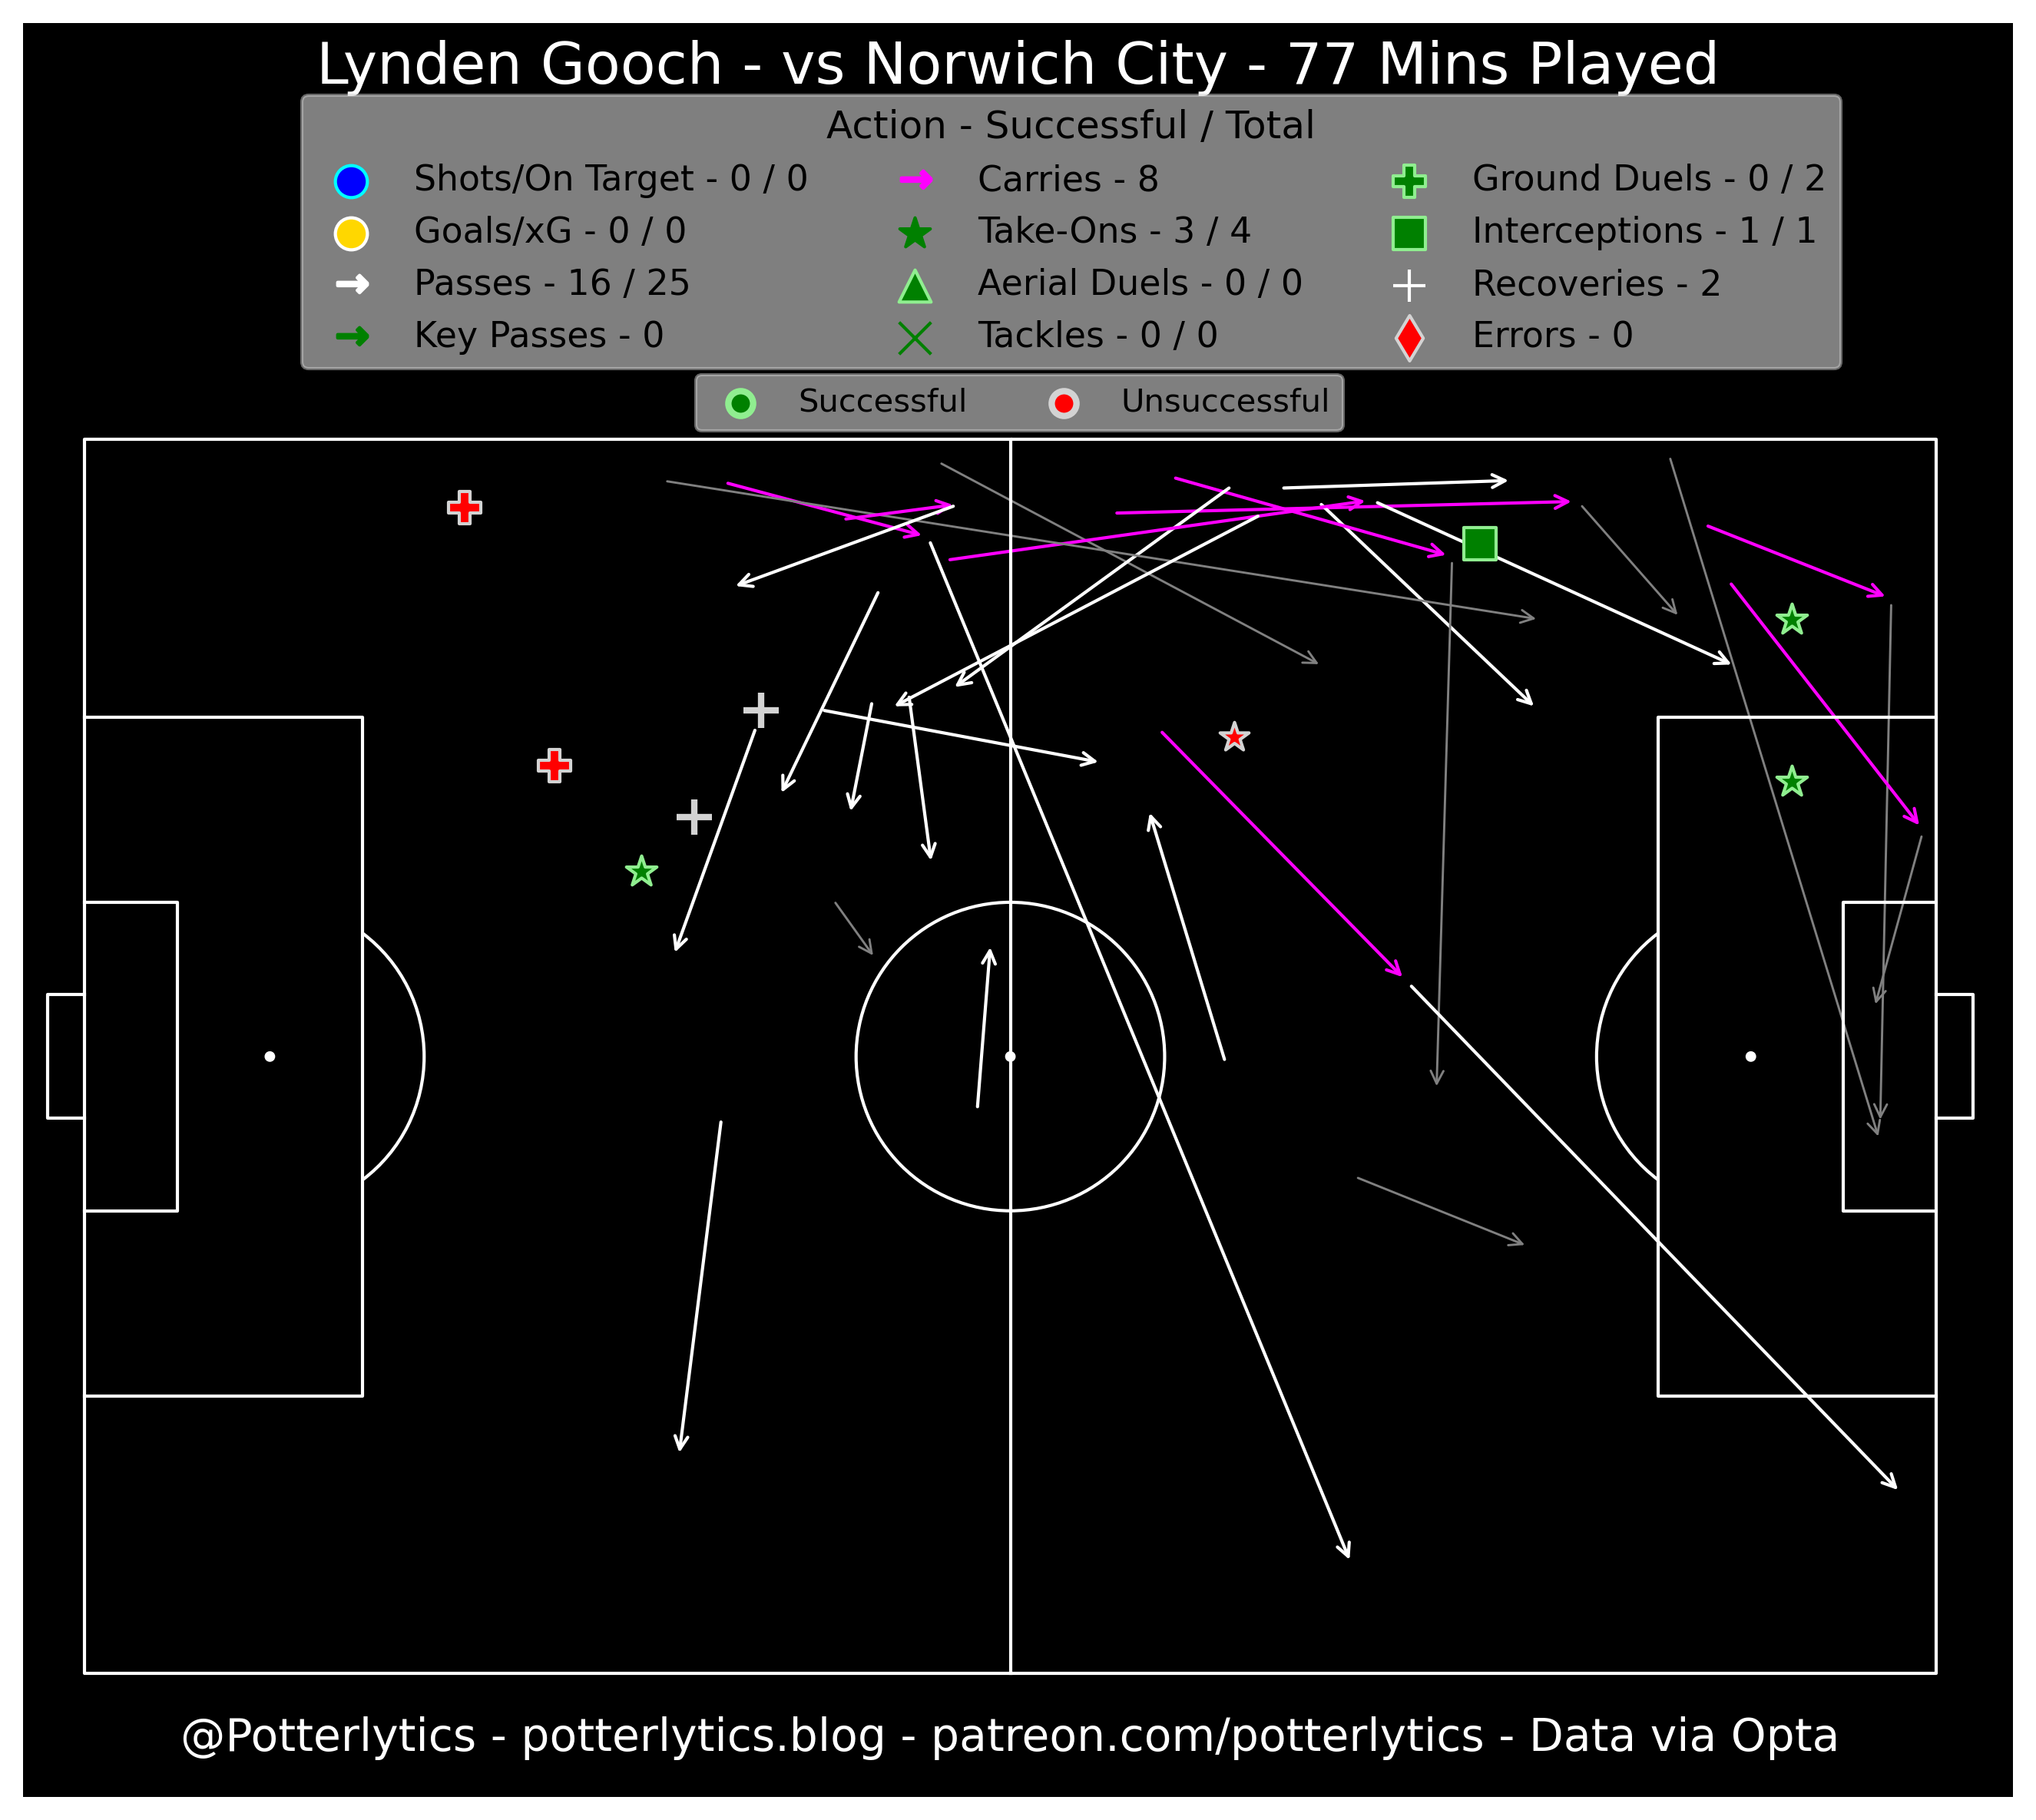 Lynden Gooch - vs Norwich City - 77 Mins Played
Action - Successful / Total
Shots/On Target - 0 / 0
Carries - 8
Ground Duels - 0 / 2
Goals/xG - 0 / 0
Take-Ons - 3 / 4
Interceptions - 1 / 1
Passes - 16 / 25
Aerial Duels - 0 / 0
Recoveries - 2
Key Passes - 0
Tackles - 0 / 0
Errors - 0
Successful
Unsuccessful
@Potterlytics - potterlytics.blog - patreon.com/potterlytics - Data via Opta